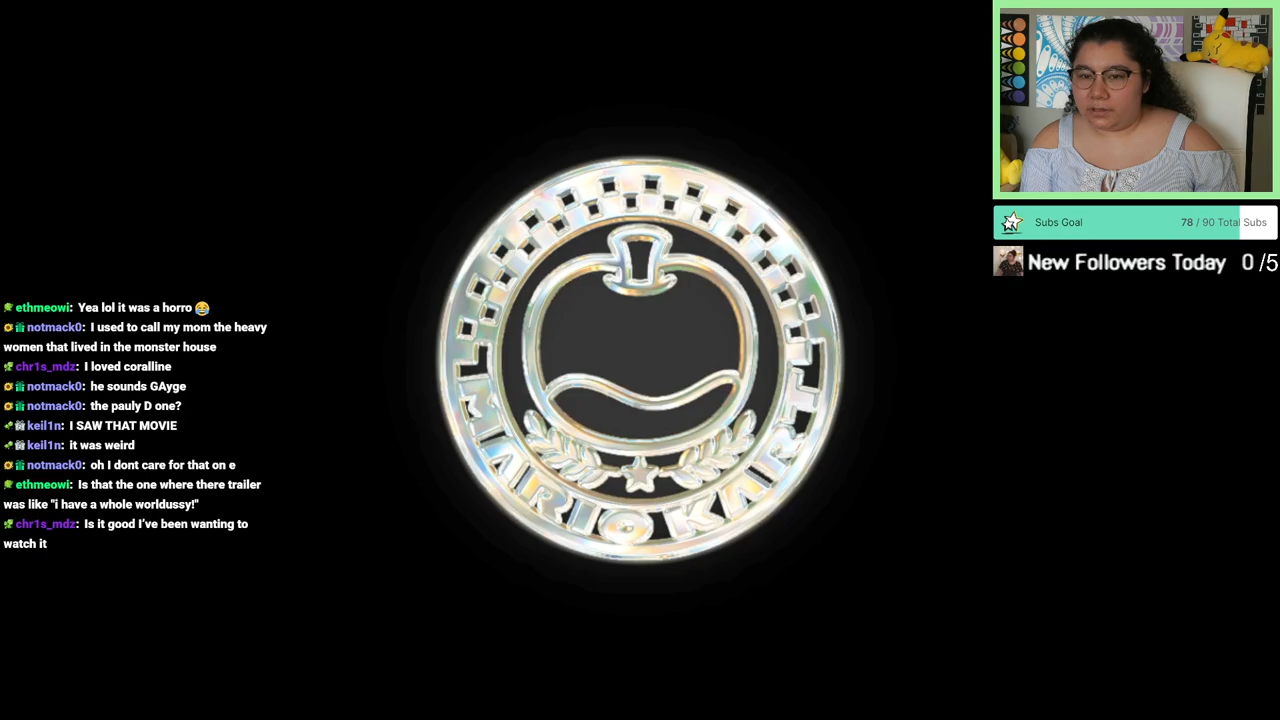 ethmeowi: Yea lol it was a horro 😂
notmack0: I used to call my mom the heavy
women that lived in the monster house
chr1s_mdz: I loved coralline
notmack0: he sounds GAyge
notmack0: the pauly D one?
keil1n: I SAW THAT MOVIE
keil1n: it was weird
notmack0: oh I dont care for that on e
ethmeowi: Is that the one where there trailer
was like "i have a whole worldussy!"
chr1s_mdz: Is it good I've been wanting to
watch it
MARIO KART
Subs Goal 78 / 90 Total Subs
New Followers Today 0 /5